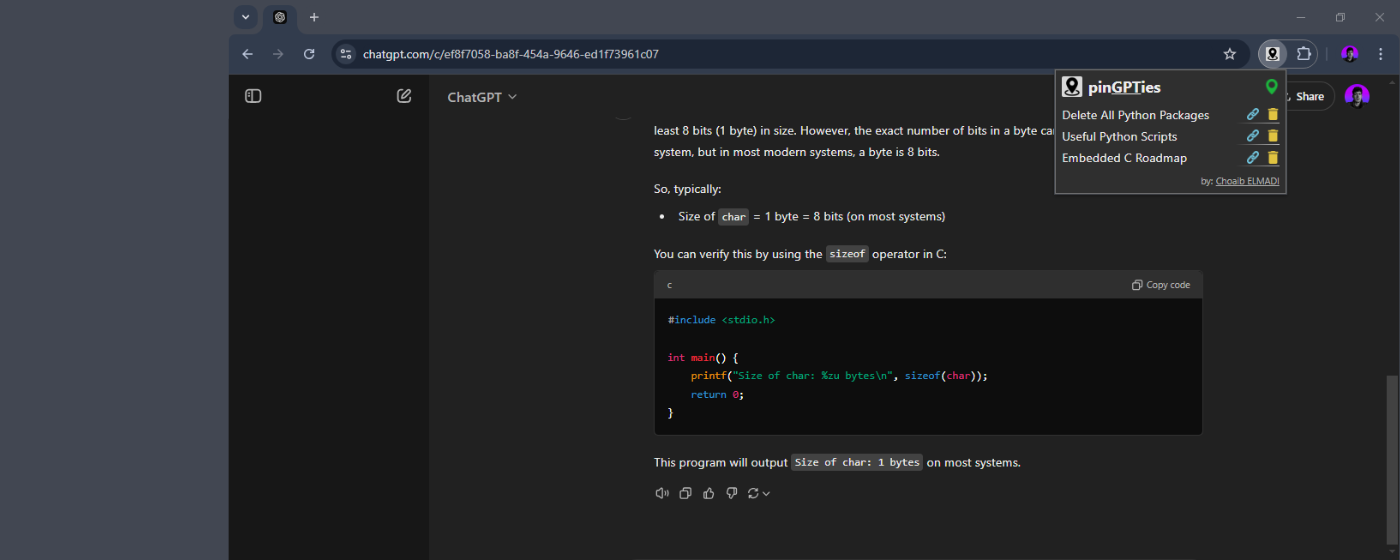 chatgpt.com/c/ef8f7058-ba8f-454a-9646-ed1f73961c07
pinGPTies
Delete All Python Packages
Useful Python Scripts
Embedded C Roadmap
by: Choaib ELMADI
ChatGPT
Share
least 8 bits (1 byte) in size. However, the exact number of bits in a byte
system, but in most modern systems, a byte is 8 bits.
So, typically:
• Size of char = 1 byte = 8 bits (on most systems)
You can verify this by using the sizeof operator in C:
c
Copy code
#include <stdio.h>
int main() {
printf("Size of char: %zu bytes\n", sizeof(char));
return 0;
}
This program will output Size of char: 1 bytes on most systems.